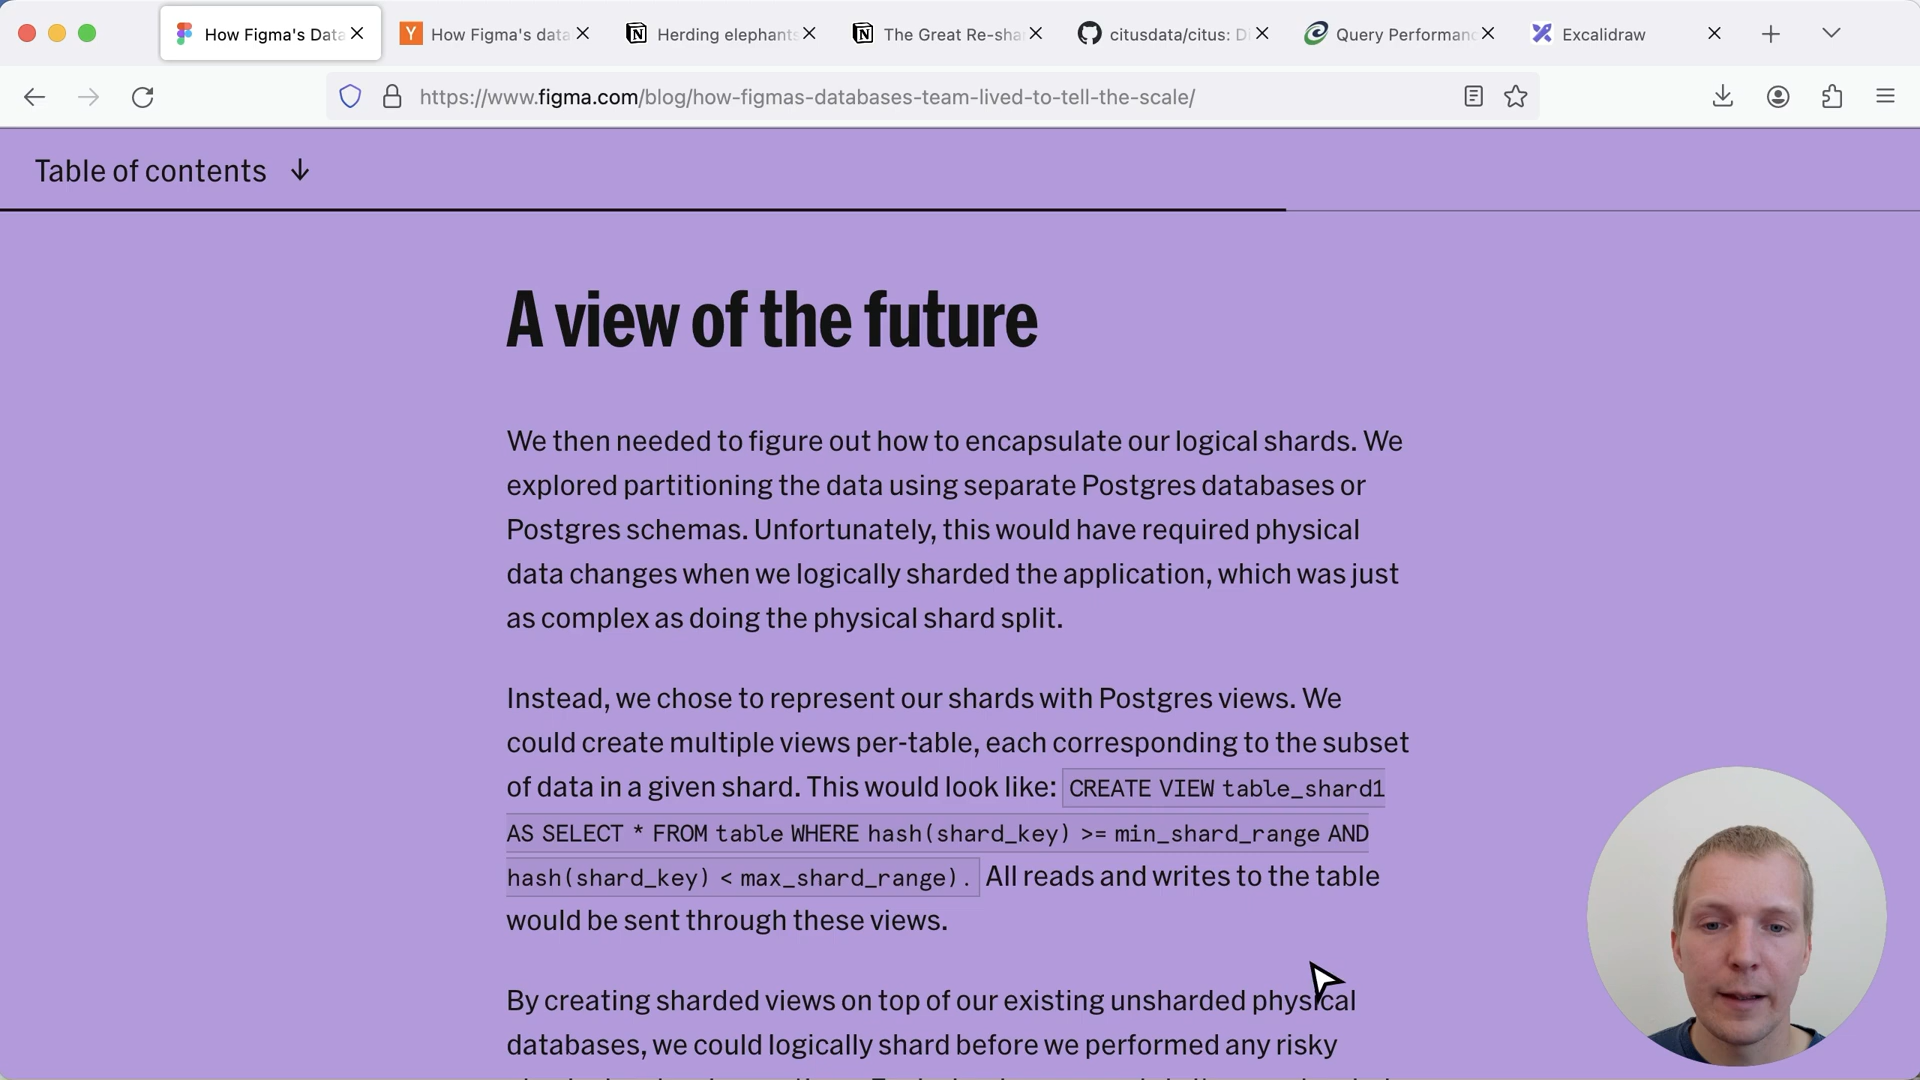 How Figma's Data
How Figma's data
Herding elephants
The Great Re-sha
citusdata/citus: Di
Query Performanc
Excalidraw
https://www.figma.com/blog/how-figmas-databases-team-lived-to-tell-the-scale/
Table of contents ↓
A view of the future
We then needed to figure out how to encapsulate our logical shards. We
explored partitioning the data using separate Postgres databases or
Postgres schemas. Unfortunately, this would have required physical
data changes when we logically sharded the application, which was just
as complex as doing the physical shard split.
Instead, we chose to represent our shards with Postgres views. We
could create multiple views per-table, each corresponding to the subset
of data in a given shard. This would look like: CREATE VIEW table_shard1
AS SELECT * FROM table WHERE hash(shard_key) >= min_shard_range AND
hash(shard_key) < max_shard_range). All reads and writes to the table
would be sent through these views.
By creating sharded views on top of our existing unsharded physical
databases, we could logically shard before we performed any risky